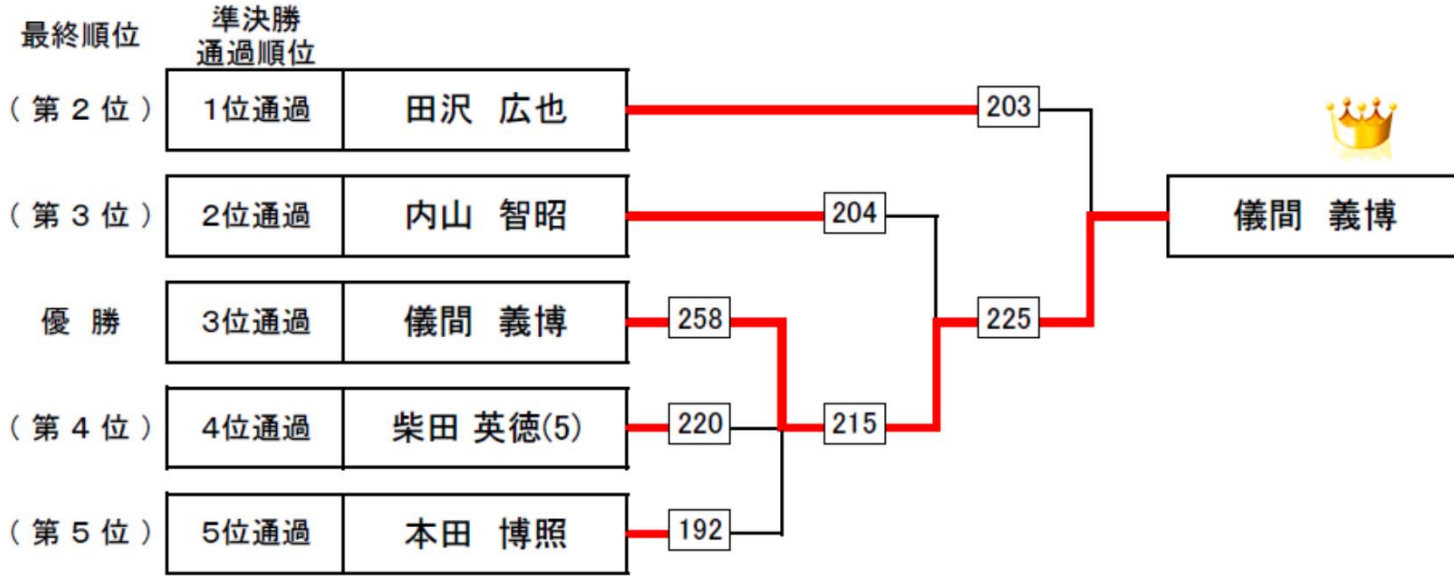 最終順位
準決勝
通過順位
(第2位) 1位通過 田沢 広也 203
(第3位) 2位通過 内山 智昭 204 儀間 義博
優 勝 3位通過 儀間 義博 258 225
(第4位) 4位通過 柴田 英徳(5) 220 215
(第5位) 5位通過 本田 博照 192